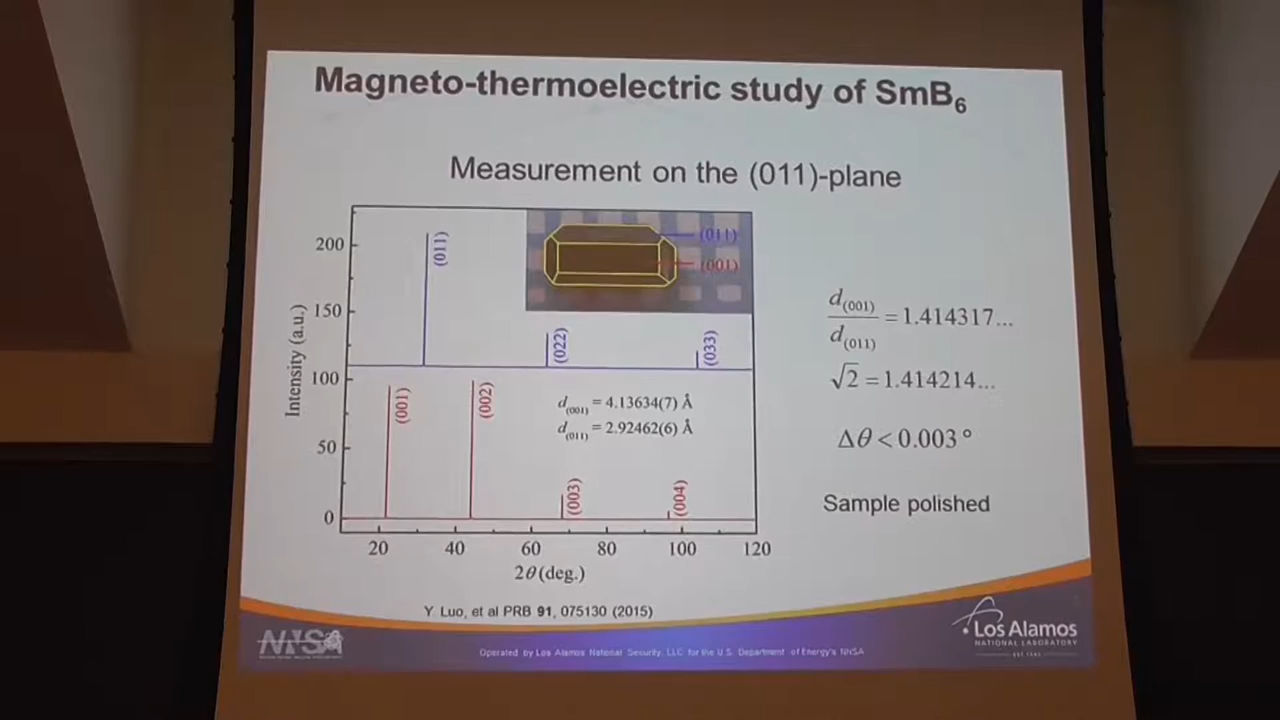 Magneto-thermoelectric study of SmB₆
Measurement on the (011)-plane
200
150
100
50
0
Intensity (a.u.)
(011)
(022)
(033)
(011)
(001)
(001)
(002)
(003)
(004)
d₍₀₀₁₎ = 4.13634(7) Å
d₍₀₁₁₎ = 2.92462(6) Å
20 40 60 80 100 120
2θ (deg.)
d₍₀₀₁₎
d₍₀₁₁₎ = 1.414317...
√2 = 1.414214...
Δθ < 0.003 °
Sample polished
Y. Luo, et al PRB 91, 075130 (2015)
NNSA
Operated by Los Alamos National Security, LLC for the U.S. Department of Energy's NNSA
Los Alamos
NATIONAL LABORATORY
EST. 1943